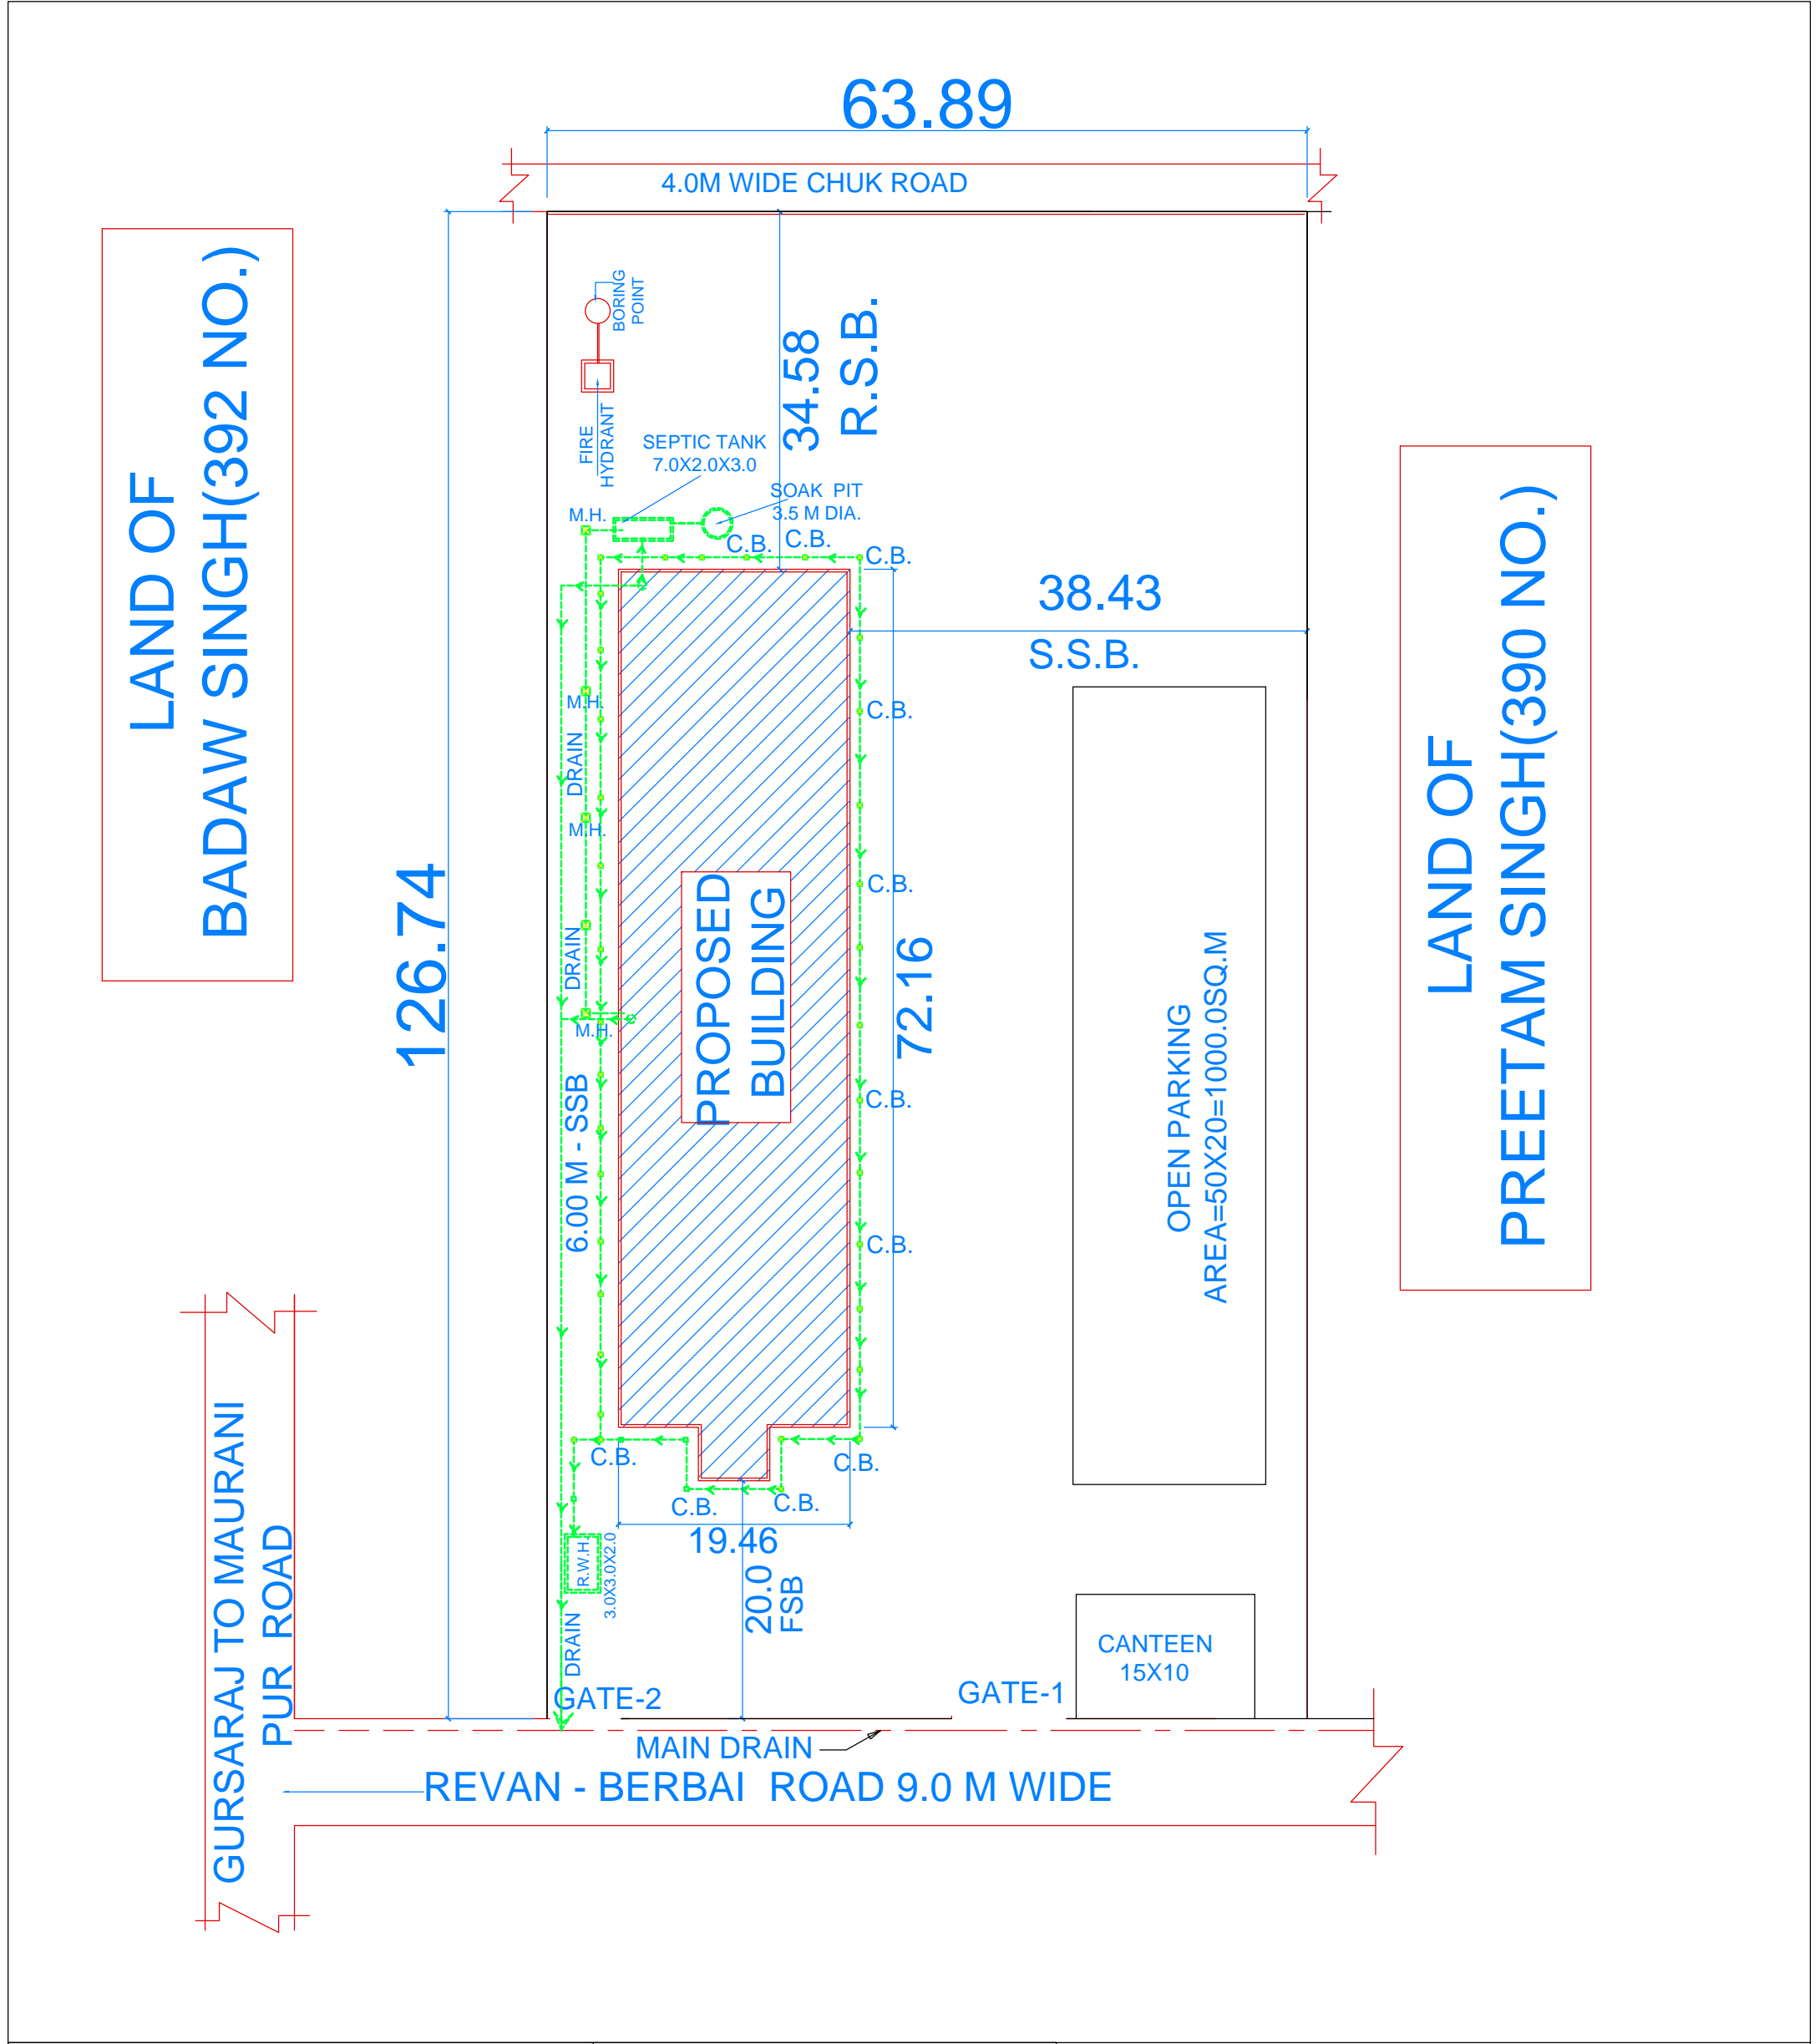 63.89
4.0M WIDE CHUK ROAD
LAND OF
BADAW SINGH(392 NO.)
BORING
POINT
FIRE
HYDRANT
34.58
R.S.B.
SEPTIC TANK
7.0X2.0X3.0
SOAK PIT
3.5 M DIA.
M.H.
C.B.
C.B.
C.B.
38.43
S.S.B.
LAND OF
PREETAM SINGH(390 NO.)
M.H.
C.B.
DRAIN
M.H.
C.B.
126.74
PROPOSED
BUILDING
DRAIN
72.16
M.H.
C.B.
6.00 M - SSB
OPEN PARKING
AREA=50X20=1000.0SQ.M
C.B.
C.B.
C.B.
C.B.
C.B.
19.46
R.W.H.
3.0X3.0X2.0
20.0
FSB
DRAIN
CANTEEN
15X10
GATE-2
GATE-1
MAIN DRAIN
REVAN - BERBAI ROAD 9.0 M WIDE
GURSARAJ TO MAURANI
PUR ROAD